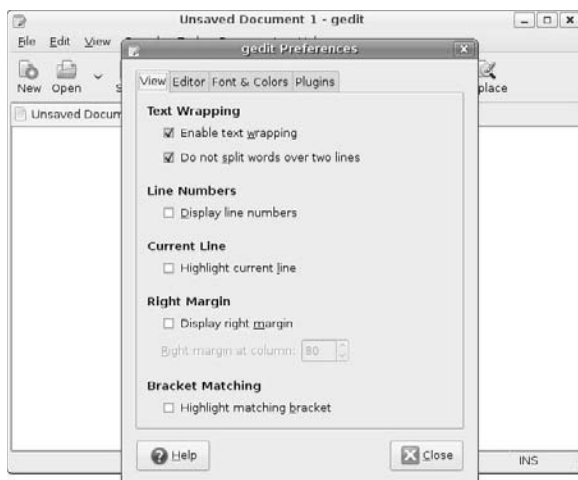 Unsaved Document 1 - gedit
File Edit View
gedit Preferences
New Open
place
Unsaved Docum
View Editor Font & Colors Plugins
Text Wrapping
Enable text wrapping
Do not split words over two lines
Line Numbers
Display line numbers
Current Line
Highlight current line
Right Margin
Display right margin
Right margin at column: 80
Bracket Matching
Highlight matching bracket
Help Close
INS